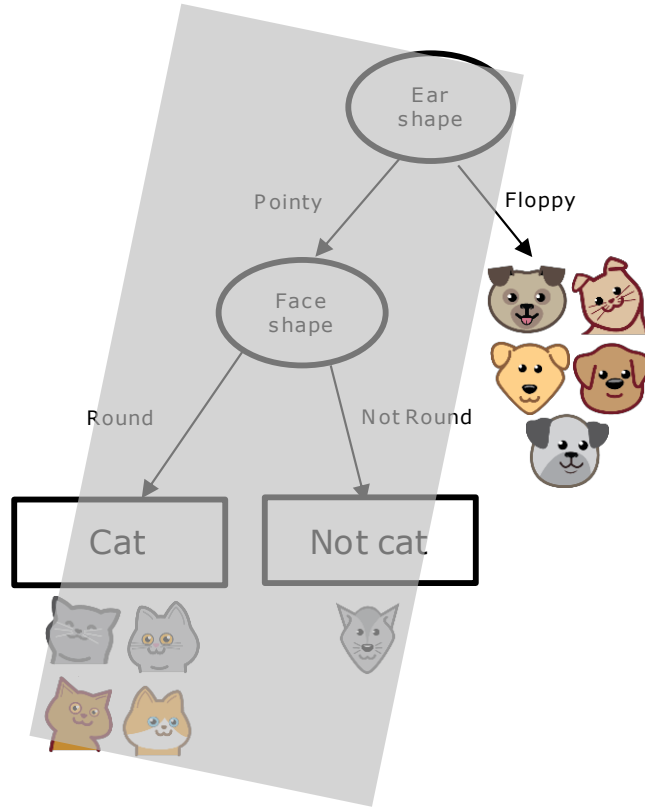 Ear
shape
Pointy
Floppy
Face
shape
Round
Not Round
Cat
Not cat